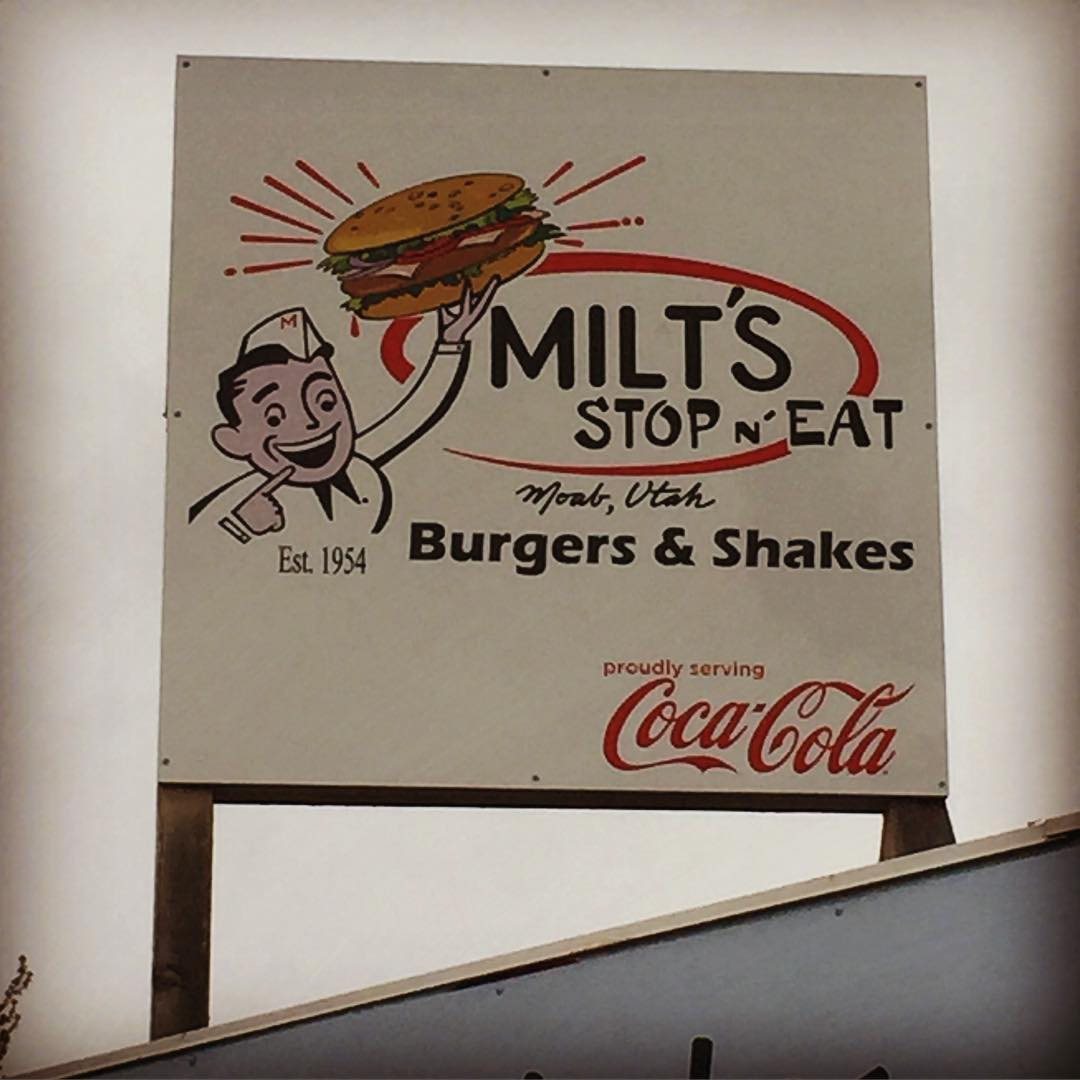 M
MILT'S
STOP N' EAT
Moab, Utah
Burgers & Shakes
Est. 1954
proudly serving
Coca-Cola